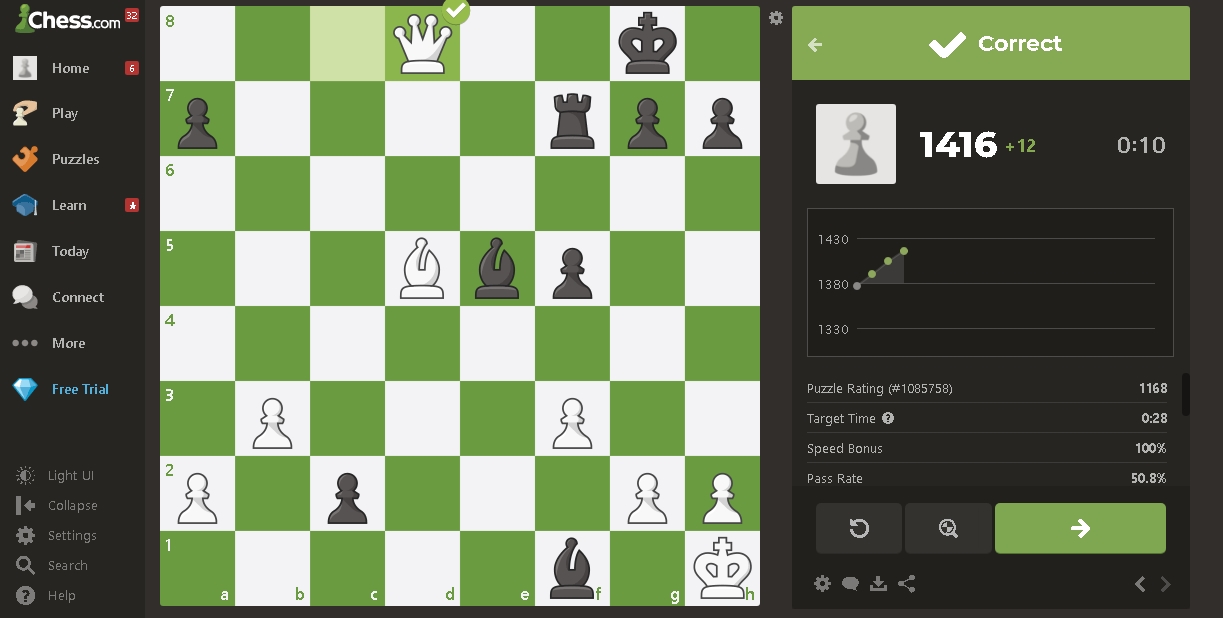 Chess.com 32
Home 6
Play
Puzzles
Learn
Today
Connect
More
Free Trial
Light UI
Collapse
Settings
Search
Help
8
7
6
5
4
3
2
1
a b c d e f g h
Correct
1416 +12 0:10
1430
1380
1330
Puzzle Rating (#1085758) 1168
Target Time ? 0:28
Speed Bonus 100%
Pass Rate 50.8%